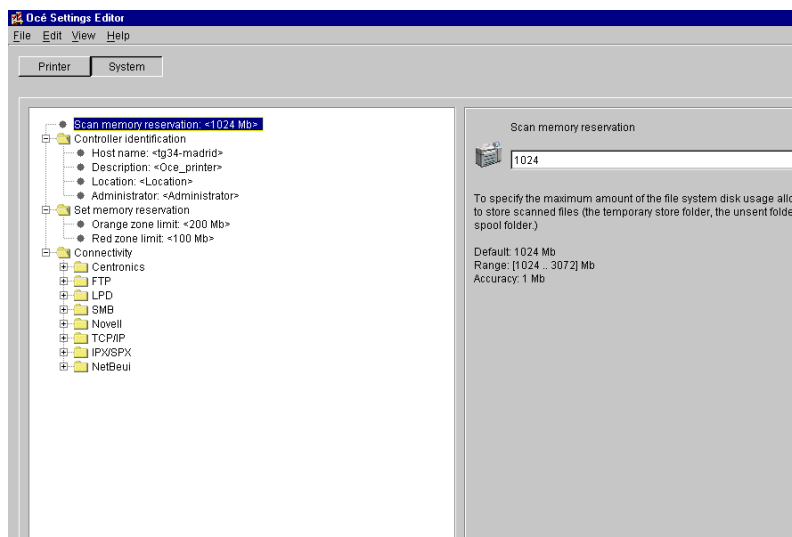 Océ Settings Editor
File Edit View Help
Printer System
Scan memory reservation: <1024 Mb>
Controller identification
Host name: <tg34-madrid>
Description: <Oce_printer>
Location: <Location>
Administrator: <Administrator>
Set memory reservation
Orange zone limit: <200 Mb>
Red zone limit: <100 Mb>
Connectivity
Centronics
FTP
LPD
SMB
Novell
TCP/IP
IPX/SPX
NetBeui
Scan memory reservation
1024
To specify the maximum amount of the file system disk usage allo
to store scanned files (the temporary store folder, the unsent folde
spool folder.)
Default: 1024 Mb
Range: [1024 .. 3072] Mb
Accuracy: 1 Mb